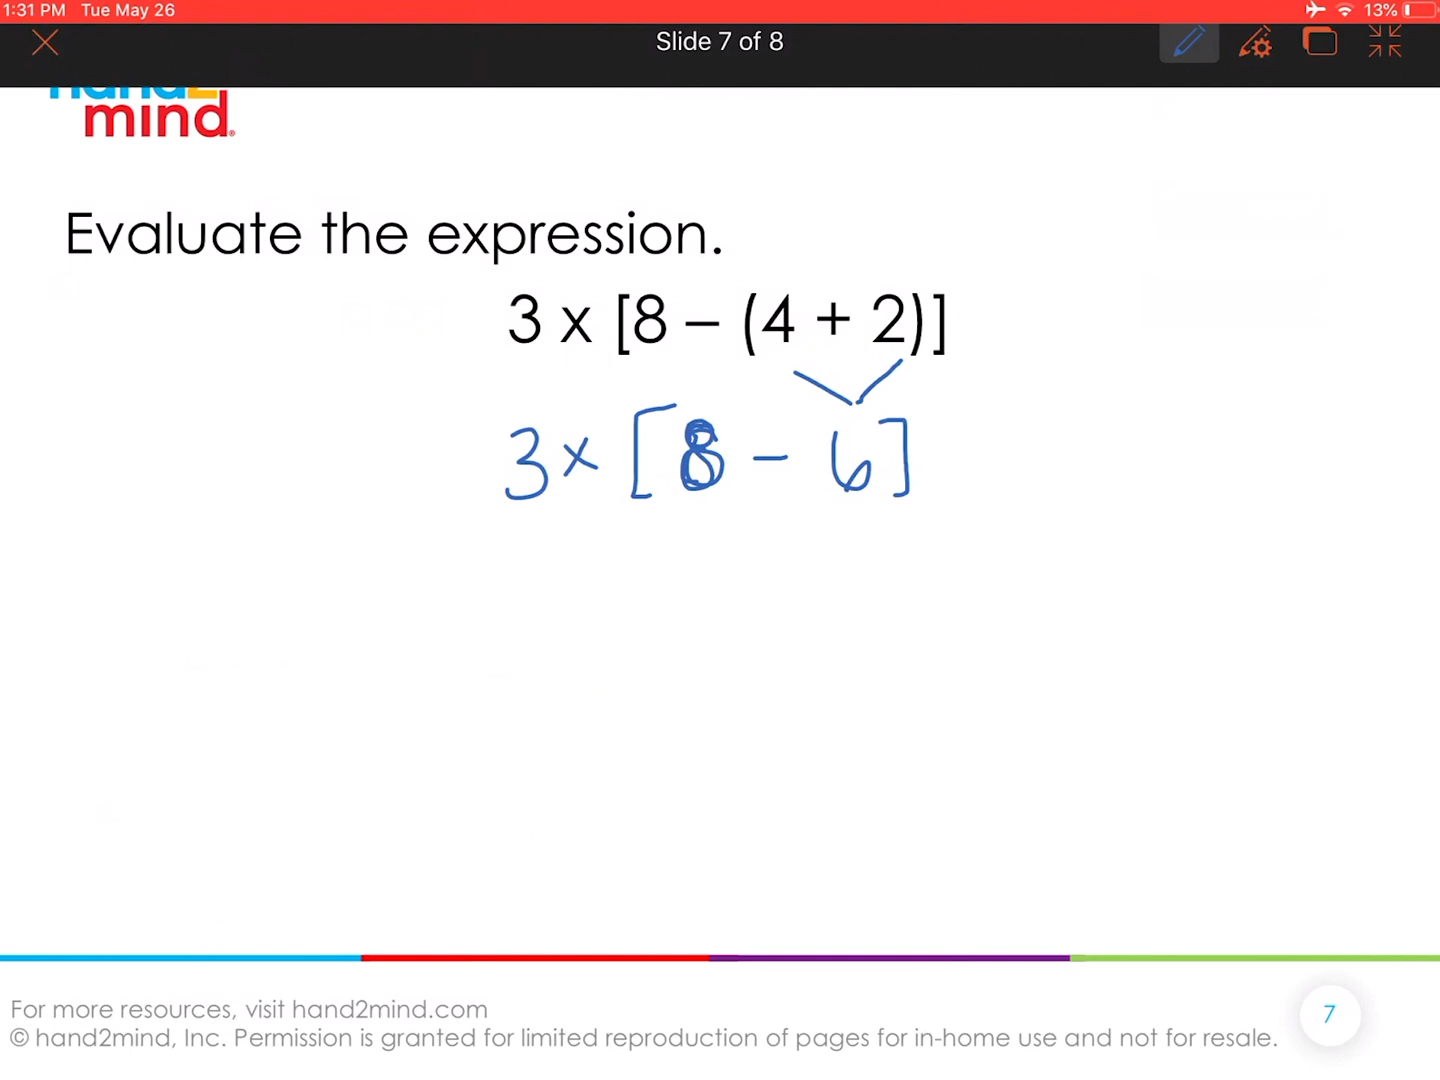 1:31 PM Tue May 26 13%
Slide 7 of 8
hand2
mind®
Evaluate the expression.
3 x [8 – (4 + 2)]
3 × [8 – 6]
7
For more resources, visit hand2mind.com
© hand2mind, Inc. Permission is granted for limited reproduction of pages for in-home use and not for resale.